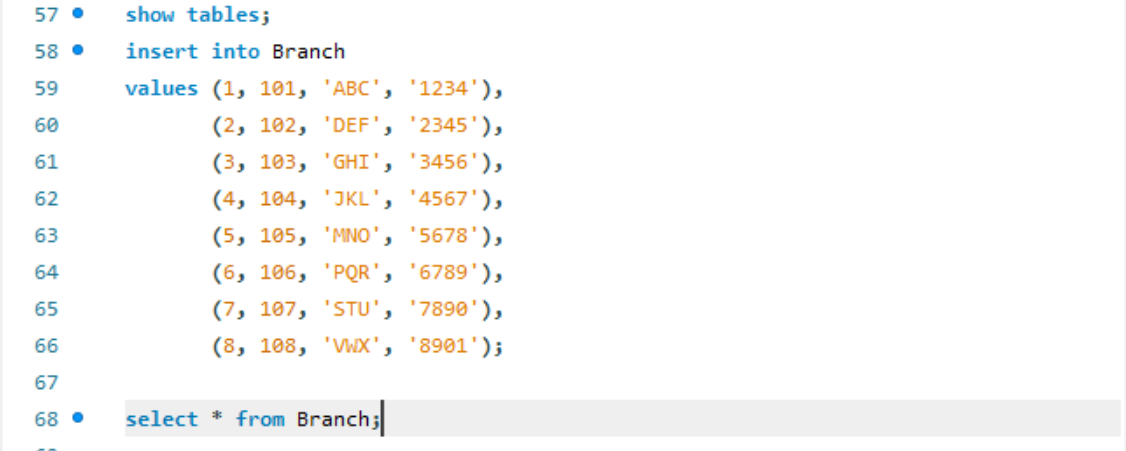 57 show tables;
58 insert into Branch
59 values (1, 101, 'ABC', '1234'),
60 (2, 102, 'DEF', '2345'),
61 (3, 103, 'GHI', '3456'),
62 (4, 104, 'JKL', '4567'),
63 (5, 105, 'MNO', '5678'),
64 (6, 106, 'PQR', '6789'),
65 (7, 107, 'STU', '7890'),
66 (8, 108, 'VWX', '8901');
67
68 select * from Branch;